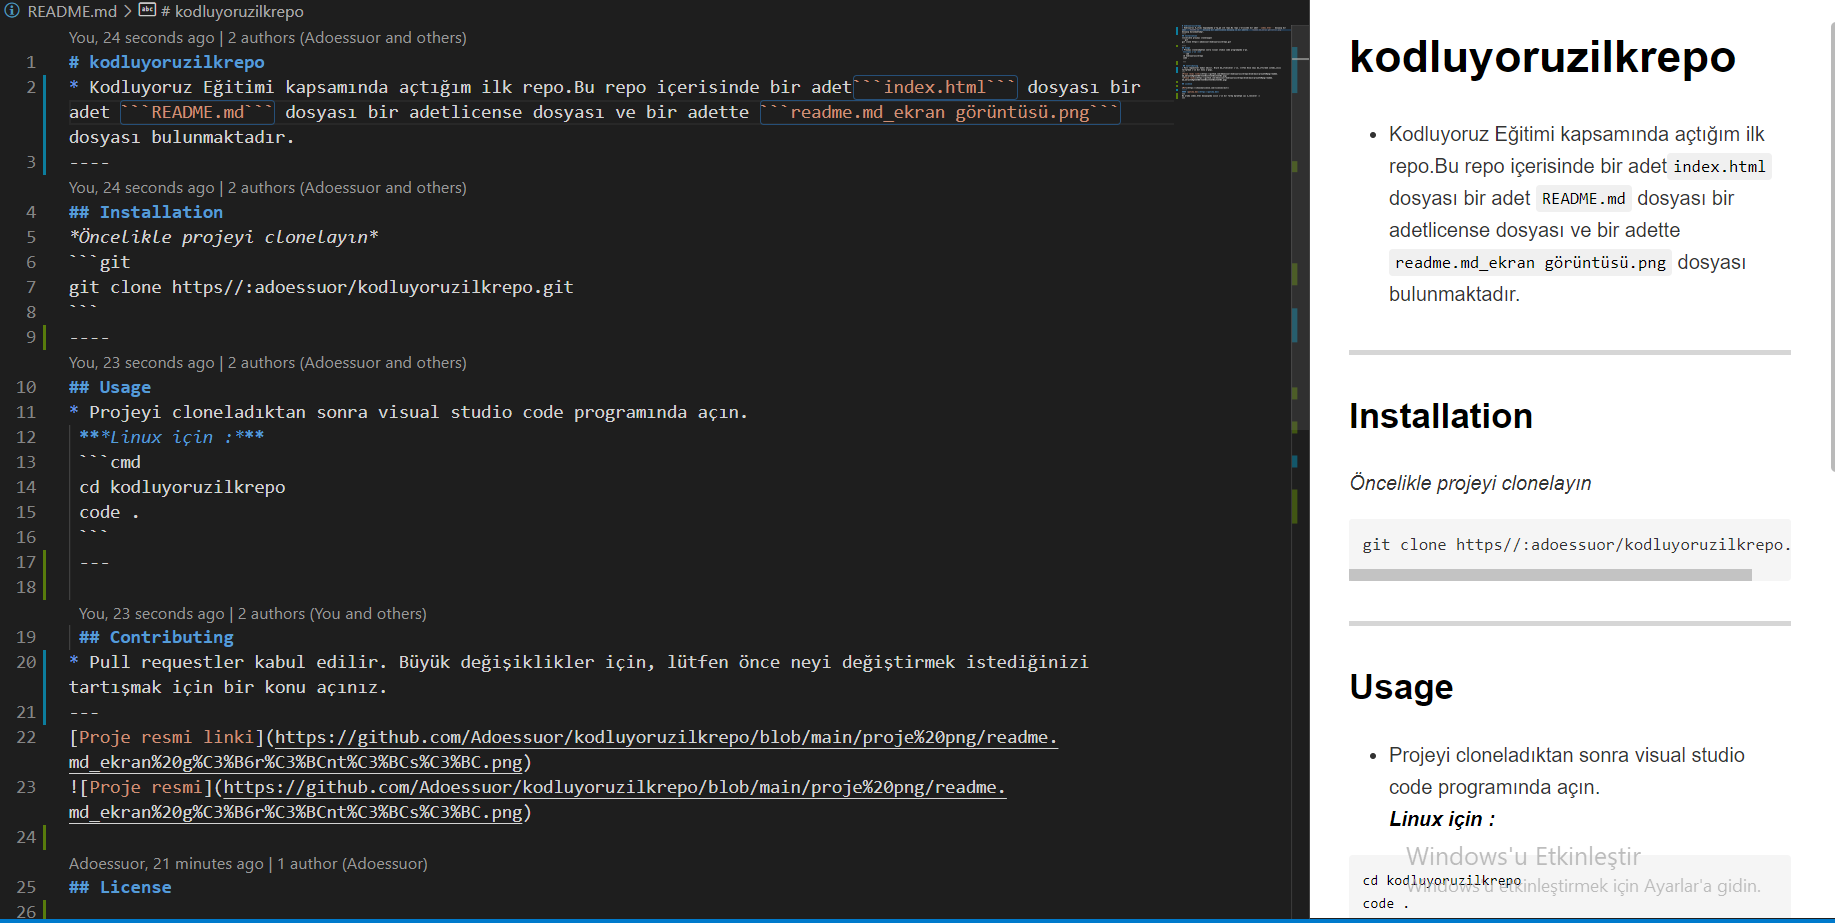 README.md > # kodluyoruzilkrepo
You, 24 seconds ago | 2 authors (Adoessuor and others)
1 # kodluyoruzilkrepo
2 * Kodluyoruz Eğitimi kapsamında açtığım ilk repo.Bu repo içerisinde bir adet```index.html``` dosyası bir
adet ```README.md``` dosyası bir adetlicense dosyası ve bir adette ```readme.md_ekran görüntüsü.png```
dosyası bulunmaktadır.
3 ----
You, 24 seconds ago | 2 authors (Adoessuor and others)
4 ## Installation
5 *Öncelikle projeyi clonelayın*
6 ```git
7 git clone https//:adoessuor/kodluyoruzilkrepo.git
8 ```
9 ----
You, 23 seconds ago | 2 authors (Adoessuor and others)
10 ## Usage
11 * Projeyi cloneladıktan sonra visual studio code programında açın.
12 ***Linux için :***
13 ```cmd
14 cd kodluyoruzilkrepo
15 code .
16 ```
17 ---
18
You, 23 seconds ago | 2 authors (You and others)
19 ## Contributing
20 * Pull requestler kabul edilir. Büyük değişiklikler için, lütfen önce neyi değiştirmek istediğinizi
tartışmak için bir konu açınız.
21 ---
22 [Proje resmi linki](https://github.com/Adoessuor/kodluyoruzilkrepo/blob/main/proje%20png/readme.
md_ekran%20g%C3%B6r%C3%BCnt%C3%BCs%C3%BC.png)
23 ![Proje resmi](https://github.com/Adoessuor/kodluyoruzilkrepo/blob/main/proje%20png/readme.
md_ekran%20g%C3%B6r%C3%BCnt%C3%BCs%C3%BC.png)
24
Adoessuor, 21 minutes ago | 1 author (Adoessuor)
25 ## License
26
kodluyoruzilkrepo
• Kodluyoruz Eğitimi kapsamında açtığım ilk
repo.Bu repo içerisinde bir adet index.html
dosyası bir adet README.md dosyası bir
adetlicense dosyası ve bir adette
readme.md_ekran görüntüsü.png dosyası
bulunmaktadır.
Installation
Öncelikle projeyi clonelayın
git clone https//:adoessuor/kodluyoruzilkrepo.
Usage
• Projeyi cloneladıktan sonra visual studio
code programında açın.
Linux için :
Windows'u Etkinleştir
cd kodluyoruzilkrepo
Windows'u etkinleştirmek için Ayarlar'a gidin.
code .